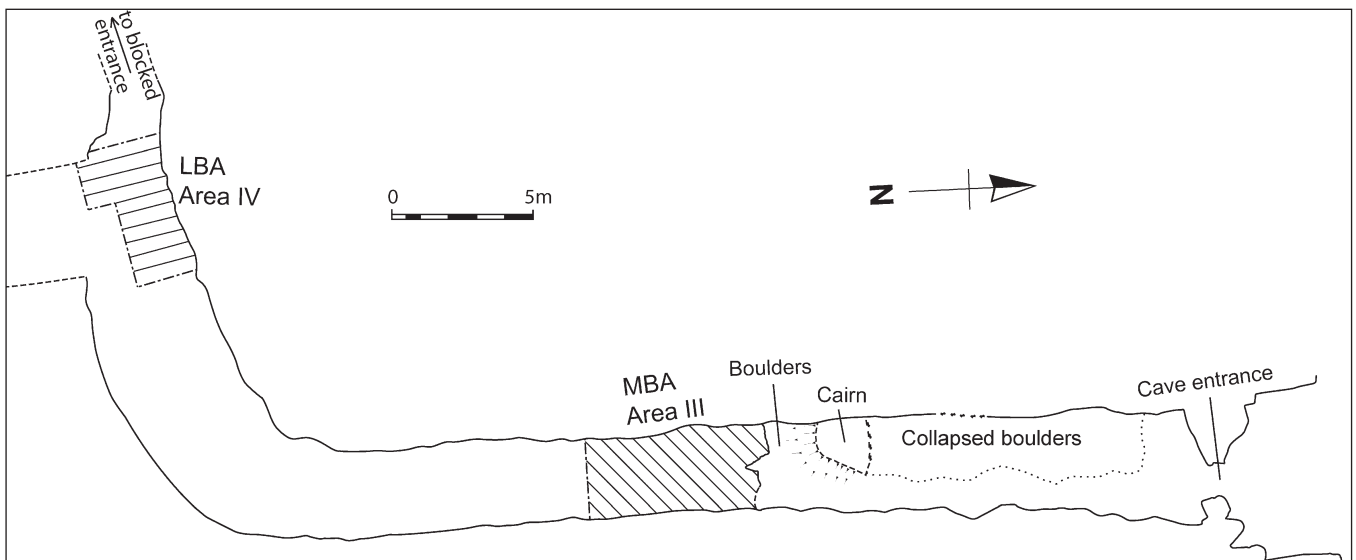 to blocked
entrance
LBA
Area IV
0 5m
N
MBA
Area III
Boulders
Cairn
Collapsed boulders
Cave entrance